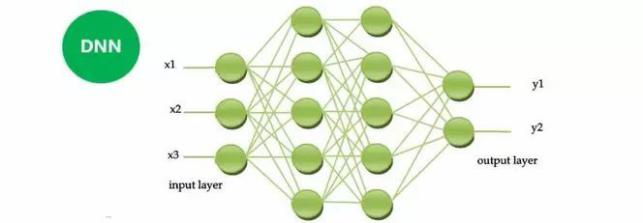 DNN
x1
x2
x3
input layer
y1
y2
output layer